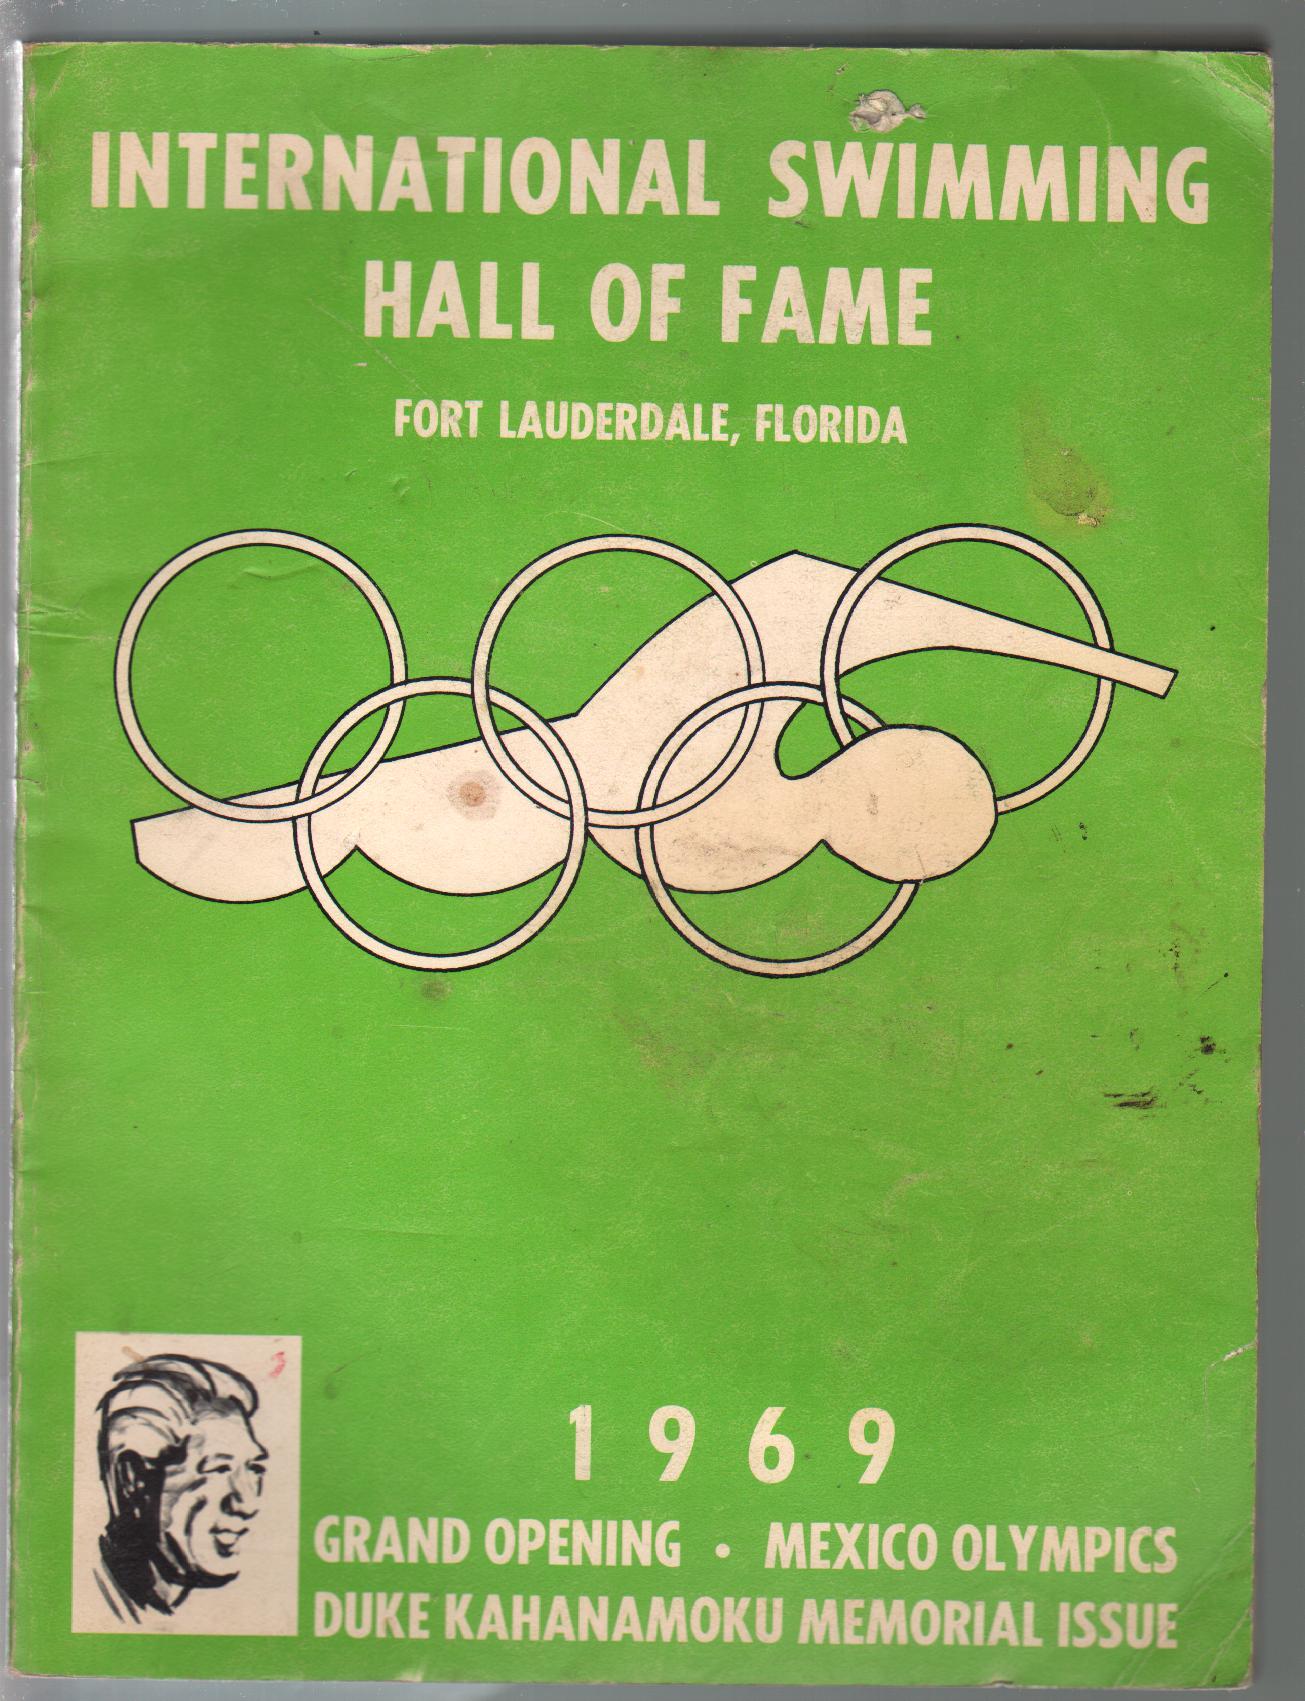 INTERNATIONAL SWIMMING
HALL OF FAME
FORT LAUDERDALE, FLORIDA
1969
GRAND OPENING • MEXICO OLYMPICS
DUKE KAHANAMOKU MEMORIAL ISSUE